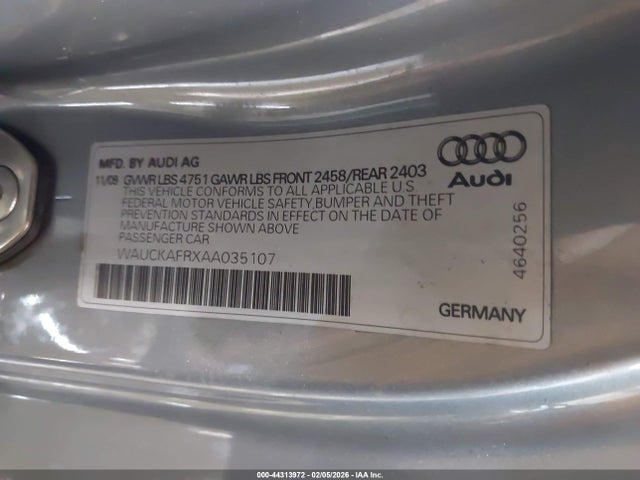 MFD. BY AUDI AG
11/09 GVWR LBS 4751 GAWR LBS FRONT 2458/REAR 2403
THIS VEHICLE CONFORMS TO ALL APPLICABLE U.S
FEDERAL MOTOR VEHICLE SAFETY, BUMPER AND THEFT
PREVENTION STANDARDS IN EFFECT ON THE DATE OF
MANUFACTURE SHOWN ABOVE
PASSENGER CAR
WAUCKAFRXAA035107
Audi
4640256
GERMANY
000-44313972 - 02/05/2026 - IAA Inc.